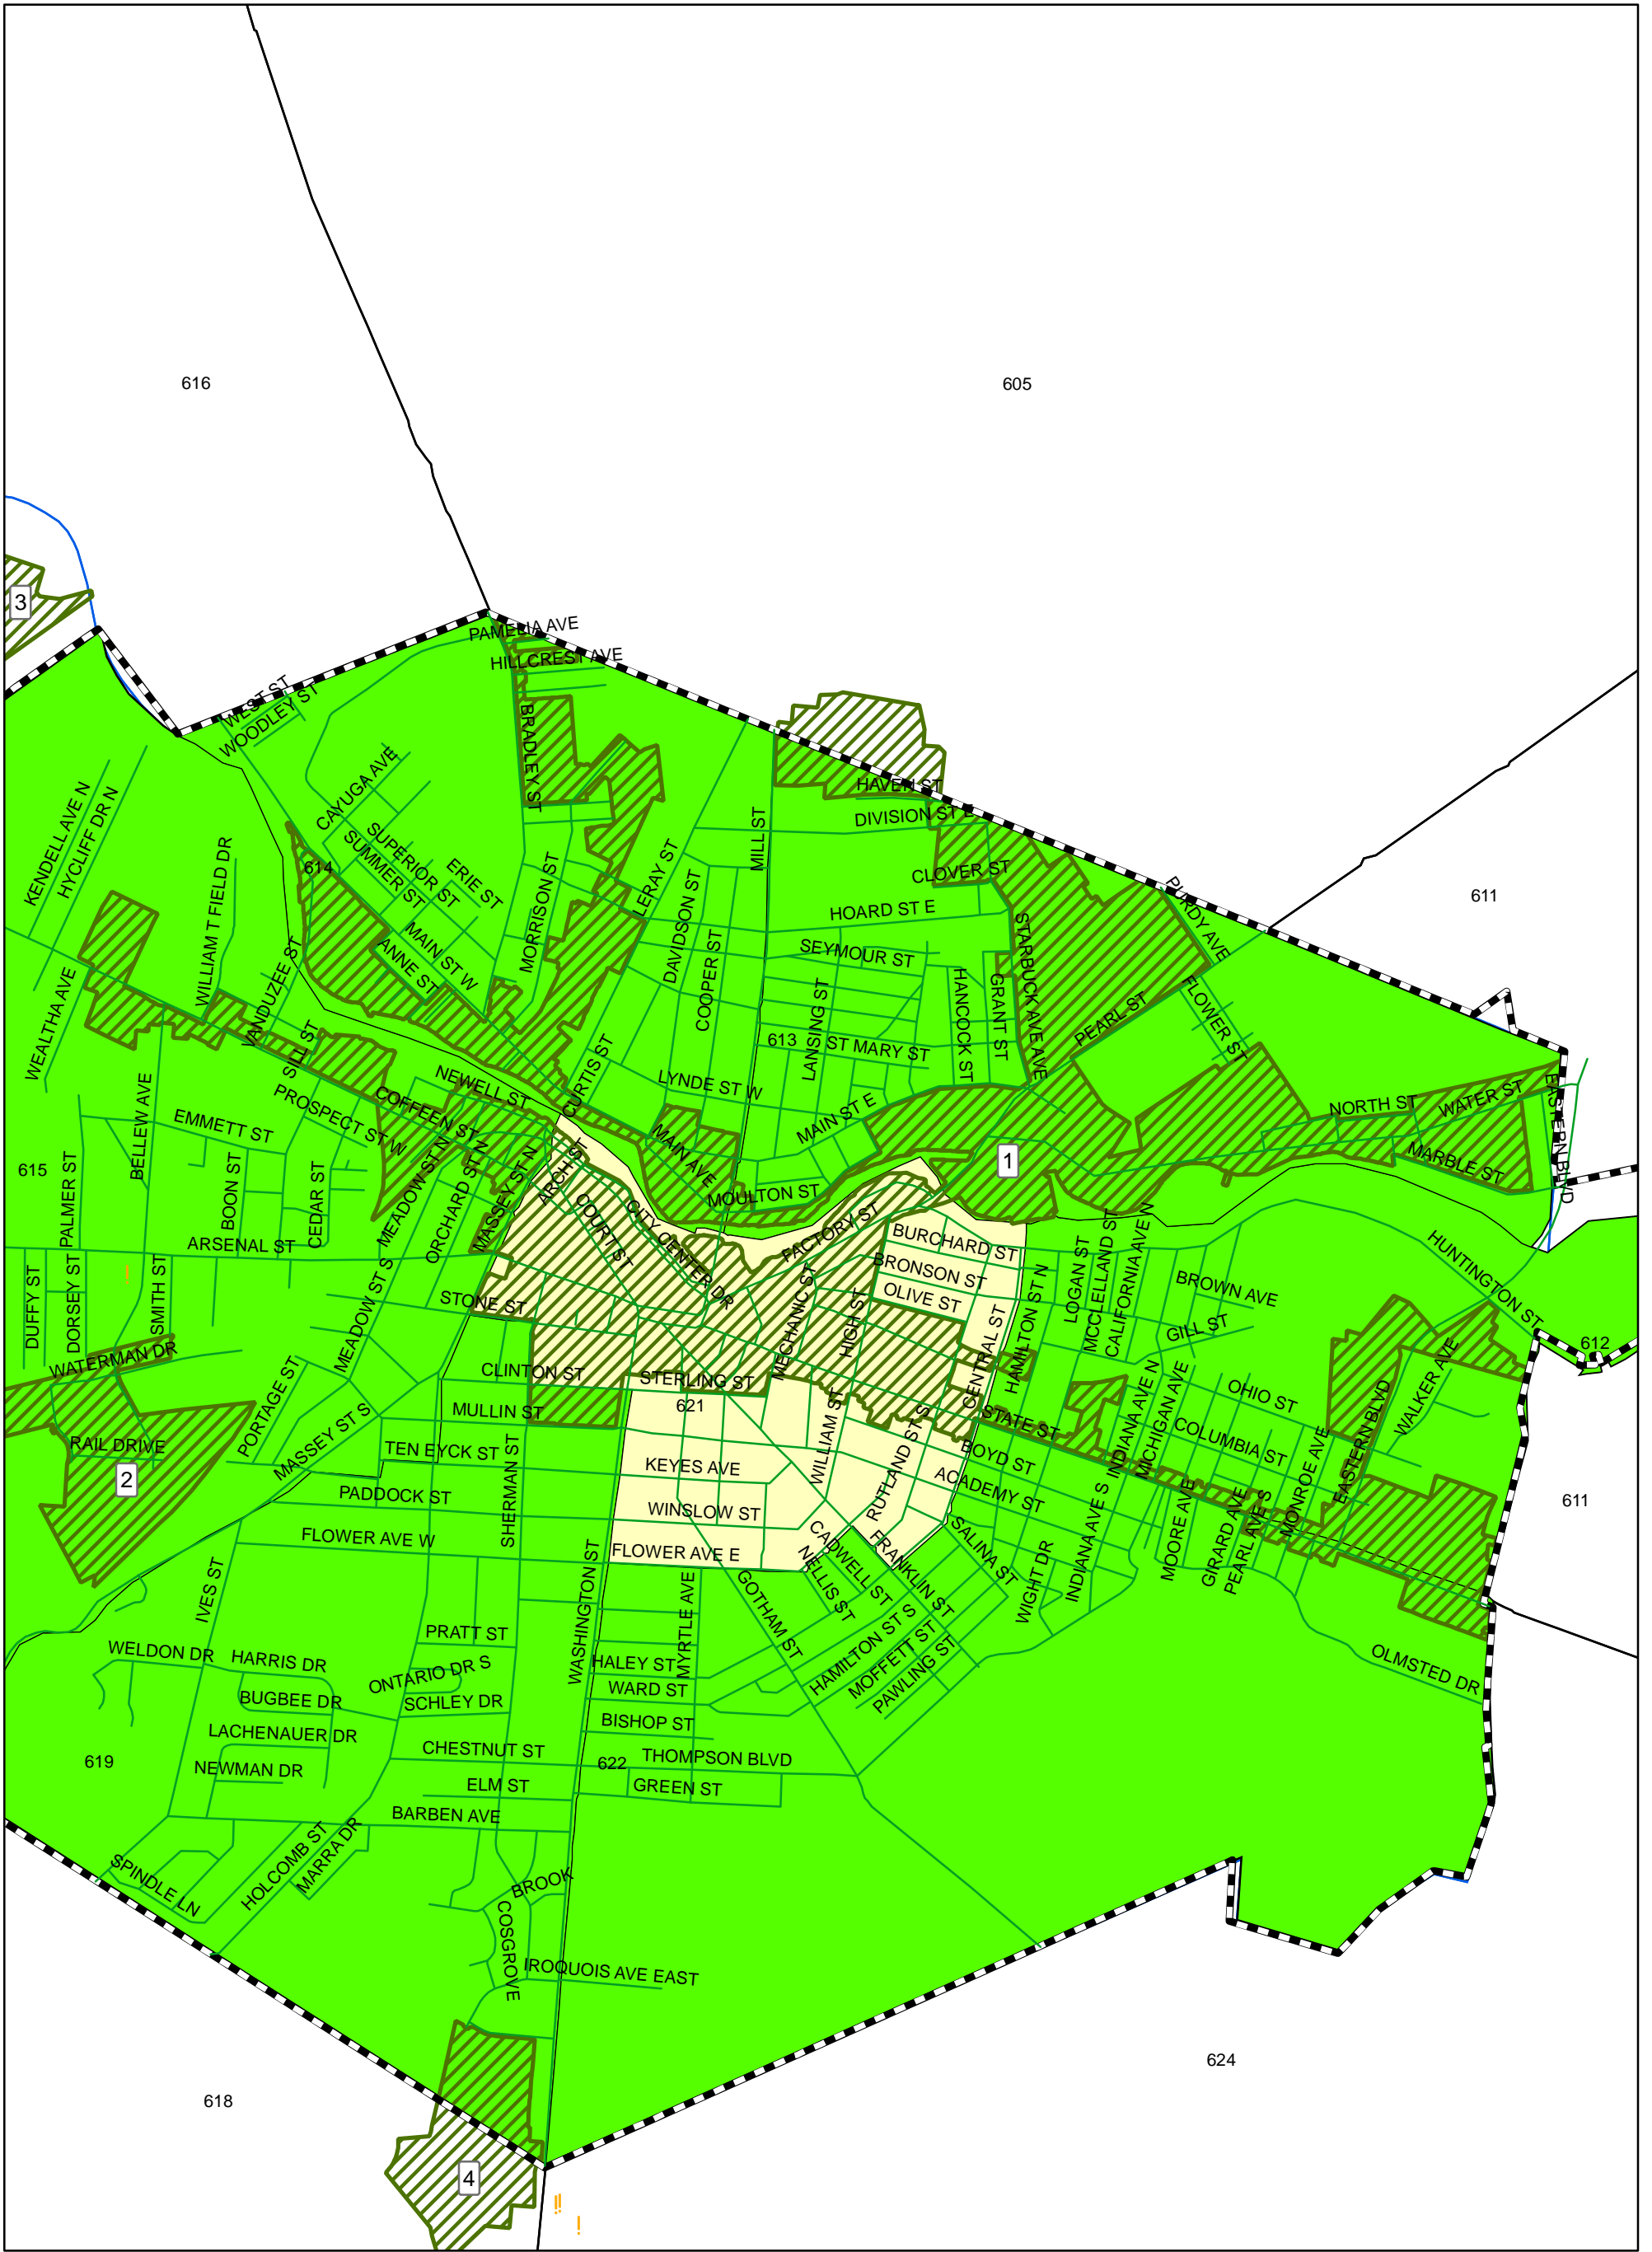 616
605
3
PAMELIA AVE
HILLCREST AVE
WEST ST
WOODLEY ST
BRADLEY ST
CAYUGA AVE
HAVEN ST
DIVISION ST E
KENDELL AVE N
HYCLIFF DR N
SUPERIOR ST
SUMMER ST
ERIE ST
MILL ST
614
CLOVER ST
PURDY AVE
611
WILLIAM T FIELD DR
MORRISON ST
LERAY ST
DAVIDSON ST
HOARD ST E
STARBUCK AVE AVE
MAIN ST W
ANNE ST
SEYMOUR ST
COOPER ST
HANCOCK ST
GRANT ST
FLOWER ST
WEALTHA AVE
VANDUZEE ST
LANSING ST
PEARL ST
SILL ST
613
ST MARY ST
NEWELL ST
CURTIS ST
LYNDE ST W
EASTERN BLVD
WATER ST
NORTH ST
BELLEW AVE
EMMETT ST
PROSPECT ST W
COFFEEN ST
MAIN ST E
615
PALMER ST
BOON ST
CEDAR ST
MEADOW ST N
ORCHARD ST N
MASSEY ST N
ARCH ST
MAIN AVE
1
MARBLE ST
MOULTON ST
COURT ST
CITY CENTER DR
FACTORY ST
BURCHARD ST
ARSENAL ST
BRONSON ST
OLIVE ST
LOGAN ST
MCCLELLAND ST
CALIFORNIA AVE N
HUNTINGTON ST
BROWN AVE
GILL ST
DUFFY ST
DORSEY ST
SMITH ST
MEADOW ST S
STONE ST
MECHANIC ST
HIGH ST
CENTRAL ST
HAMILTON ST N
612
WATERMAN DR
CLINTON ST
STERLING ST
621
PORTAGE ST
MULLIN ST
WILLIAM ST
RUTLAND ST S
STATE ST
INDIANA AVE N
MICHIGAN AVE
OHIO ST
COLUMBIA ST
EASTERN BLVD
WALKER AVE
RAIL DRIVE
MASSEY ST S
TEN EYCK ST
KEYES AVE
BOYD ST
ACADEMY ST
MONROE AVE
2
PADDOCK ST
SHERMAN ST
WINSLOW ST
611
FLOWER AVE W
FLOWER AVE E
CADWELL ST
NELLIS ST
FRANKLIN ST
SALINA ST
WIGHT DR
INDIANA AVE S
MOORE AVE
GIRARD AVE
PEARL AVE S
IVES ST
WASHINGTON ST
MYRTLE AVE
GOTHAM ST
PRATT ST
WELDON DR
HARRIS DR
ONTARIO DR S
HALEY ST
HAMILTON ST S
MOFFETT ST
PAWLING ST
OLMSTED DR
BUGBEE DR
SCHLEY DR
WARD ST
LACHENAUER DR
BISHOP ST
619
NEWMAN DR
CHESTNUT ST
622
THOMPSON BLVD
ELM ST
GREEN ST
BARBEN AVE
HOLCOMB ST
MARRA DR
SPINDLE LN
BROOK
COSGROVE
IROQUOIS AVE EAST
624
618
4